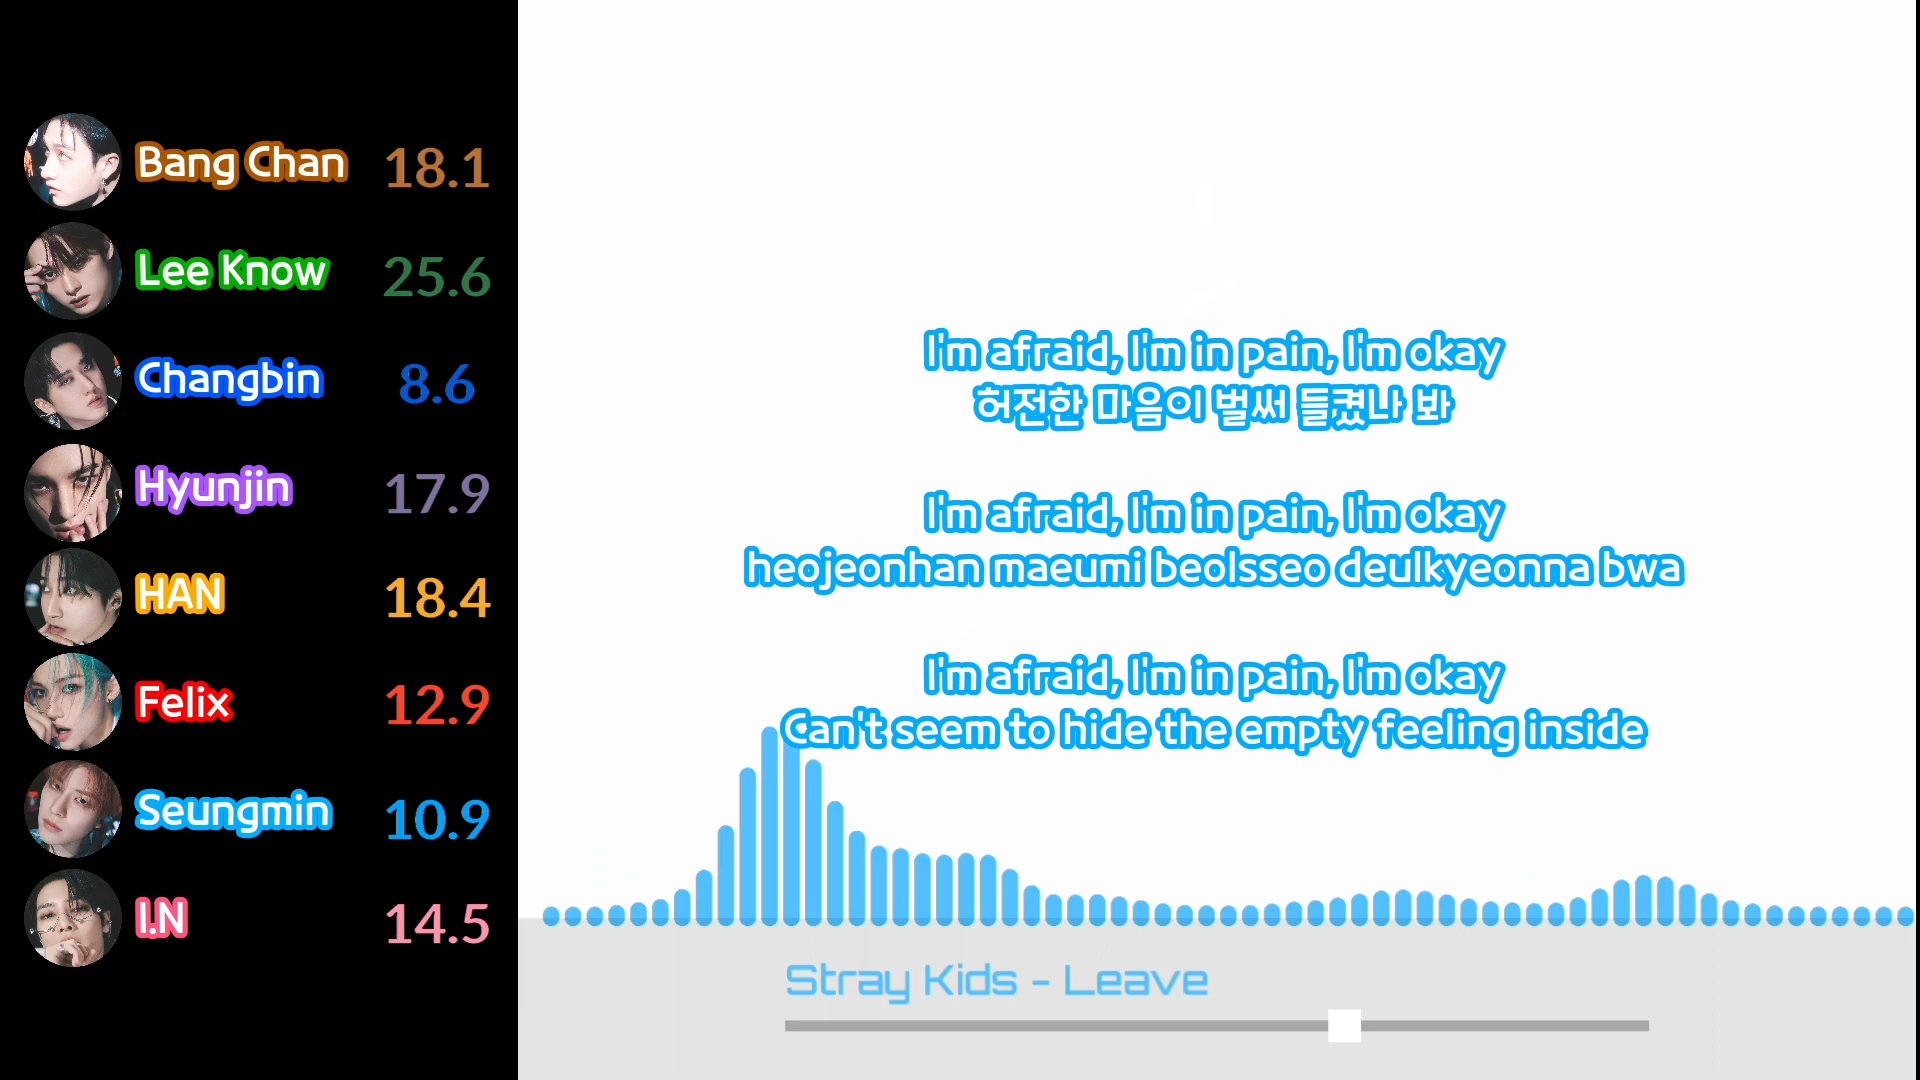 Bang Chan 18.1
Lee Know 25.6
Changbin 8.6
Hyunjin 17.9
HAN 18.4
Felix 12.9
Seungmin 10.9
I.N 14.5
I'm afraid, I'm in pain, I'm okay
허전한 마음이 벌써 들켰나 봐
I'm afraid, I'm in pain, I'm okay
heojeonhan maeumi beolsseo deulkyeonna bwa
I'm afraid, I'm in pain, I'm okay
Can't seem to hide the empty feeling inside
Stray Kids - Leave